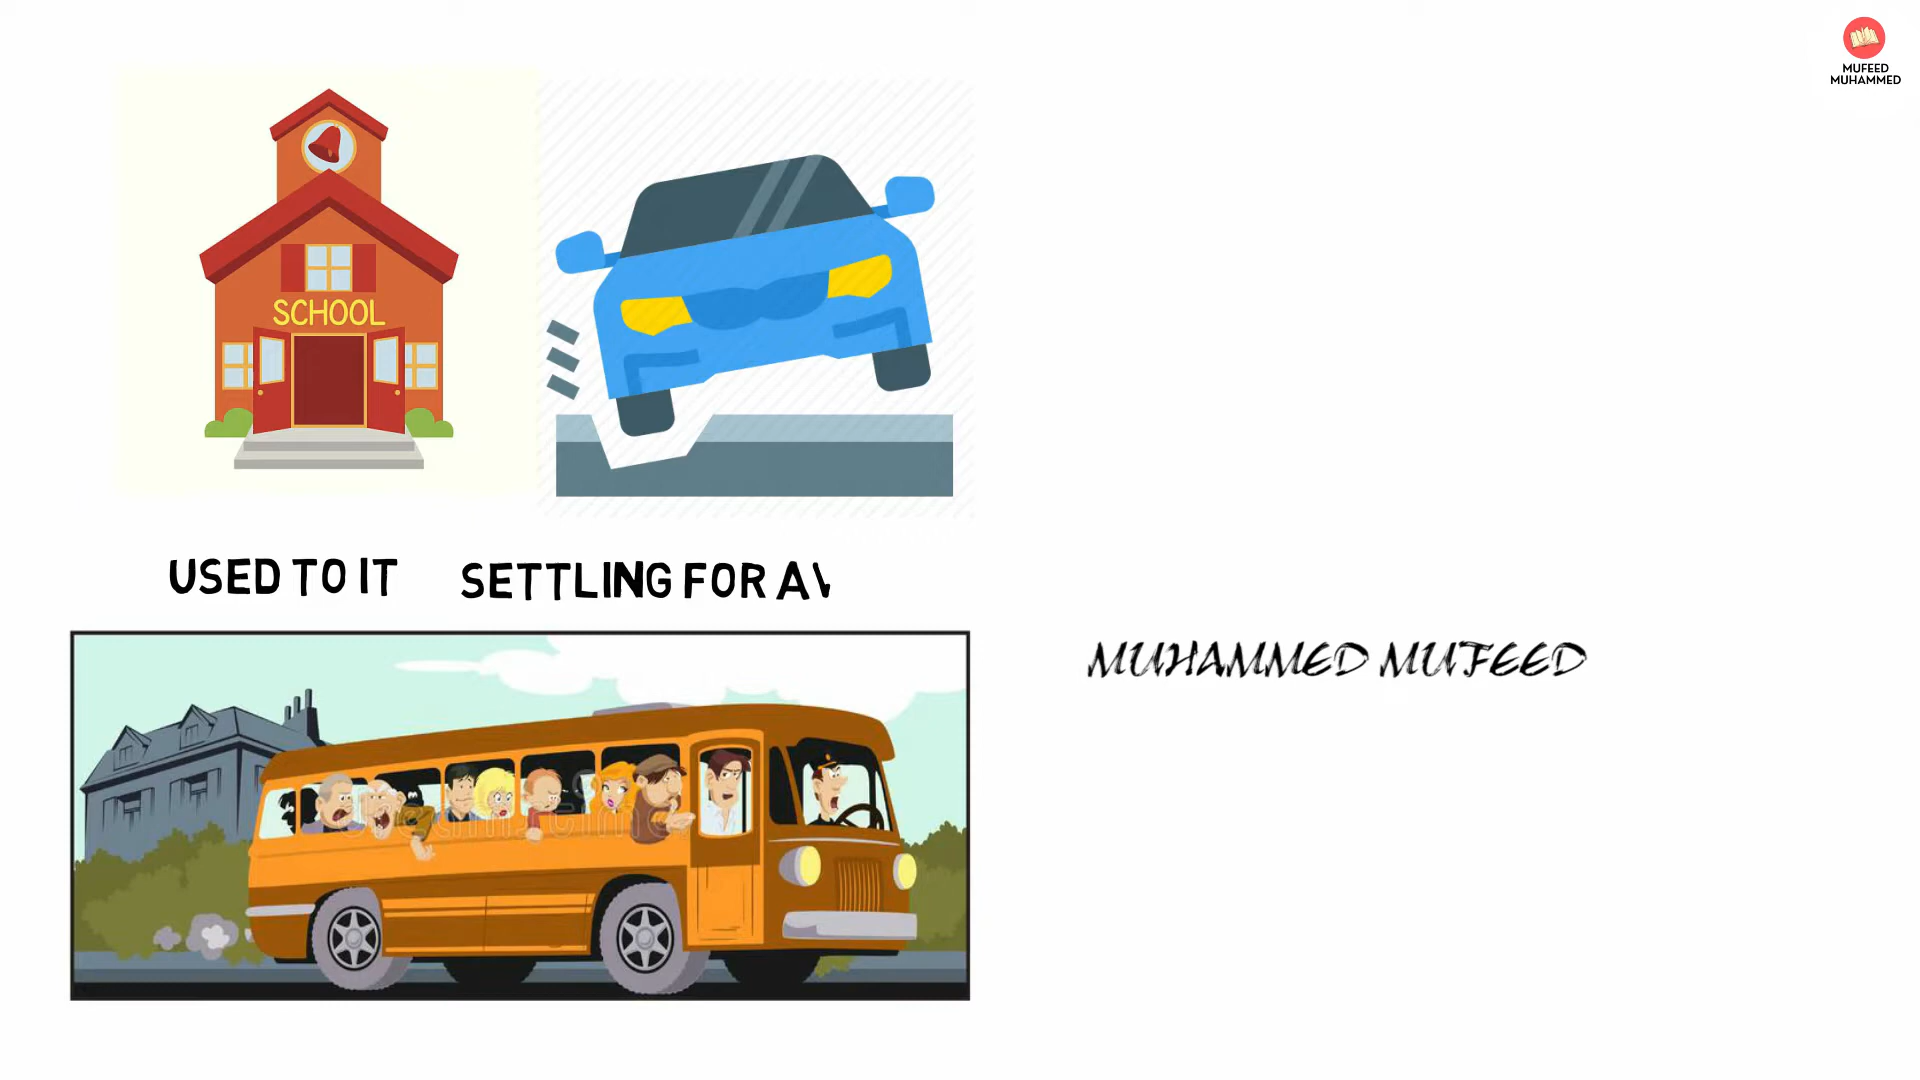 MUFEED
MUHAMMED
SCHOOL
USED TO IT
SETTLING FOR
MUHAMMED MUFEED